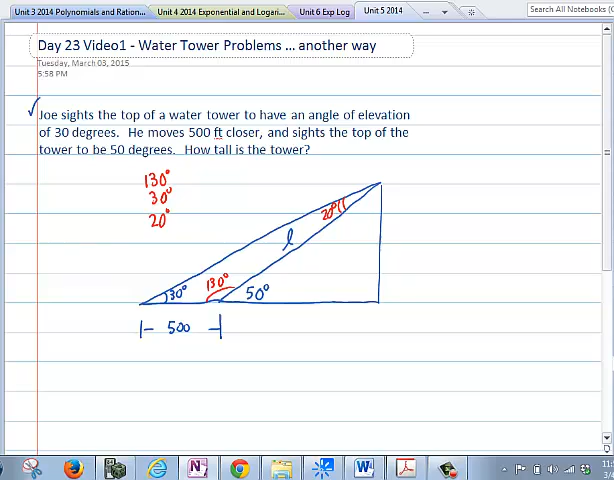 Unit 3 2014 Polynomials and Ration...
Unit 4 2014 Exponential and Logari...
Unit 6 Exp Log
Unit 5 2014
Search All Notebooks
Day 23 Video1 - Water Tower Problems ... another way
Tuesday, March 03, 2015
5:58 PM
Joe sights the top of a water tower to have an angle of elevation
of 30 degrees. He moves 500 ft closer, and sights the top of the
tower to be 50 degrees. How tall is the tower?
130°
30°
20°
20°
l
130°
30°
50°
500